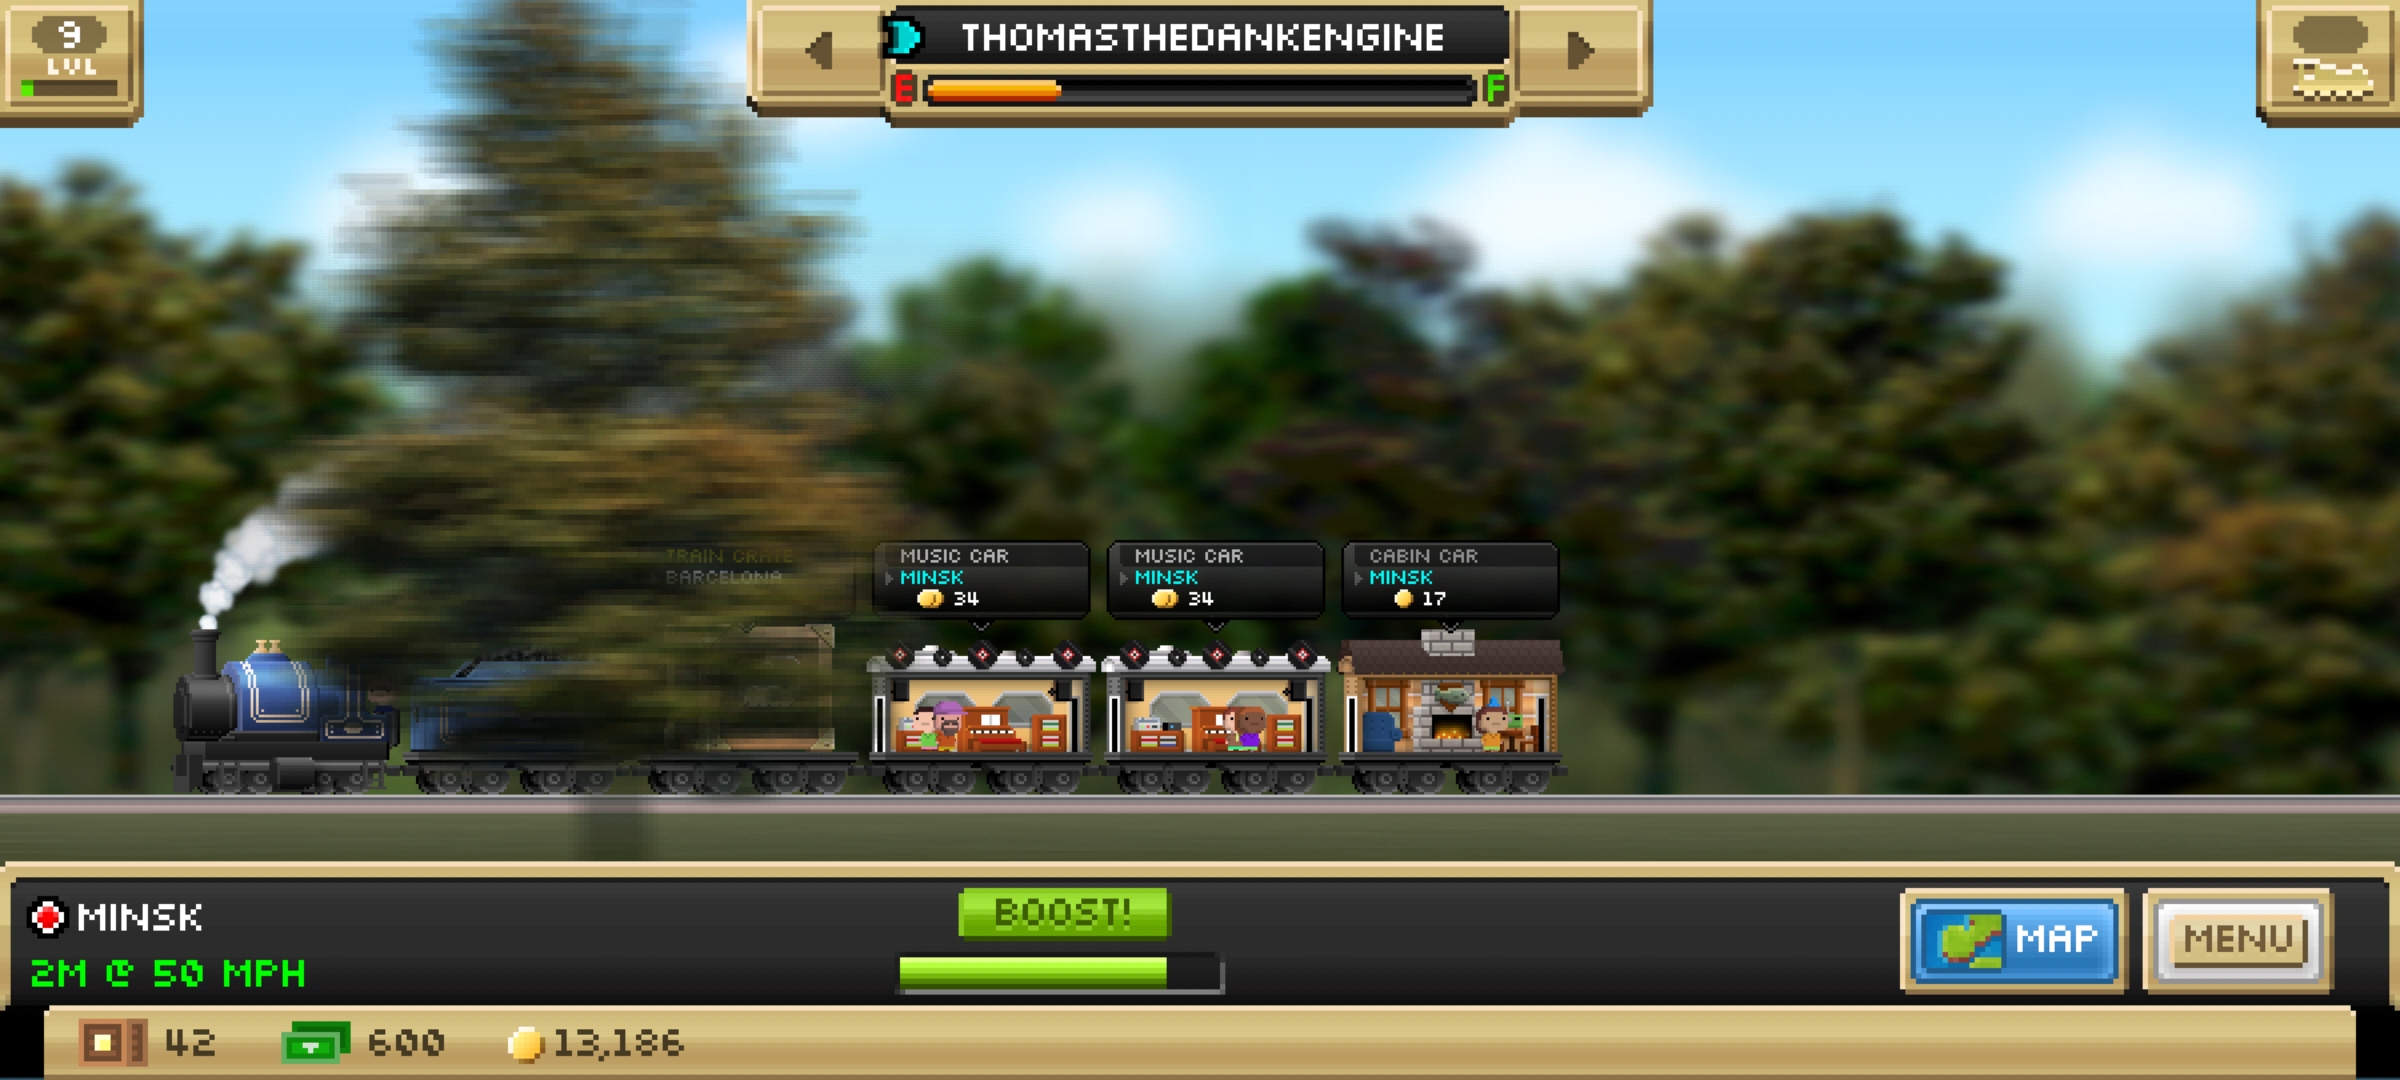 9
LVL
THOMASTHEDANKENGINE
E F
TRAIN CRATE
BARCELONA
MUSIC CAR
MINSK
34
MUSIC CAR
MINSK
34
CABIN CAR
MINSK
17
MINSK
2M @ 50 MPH
BOOST!
MAP
MENU
42
600
13,186